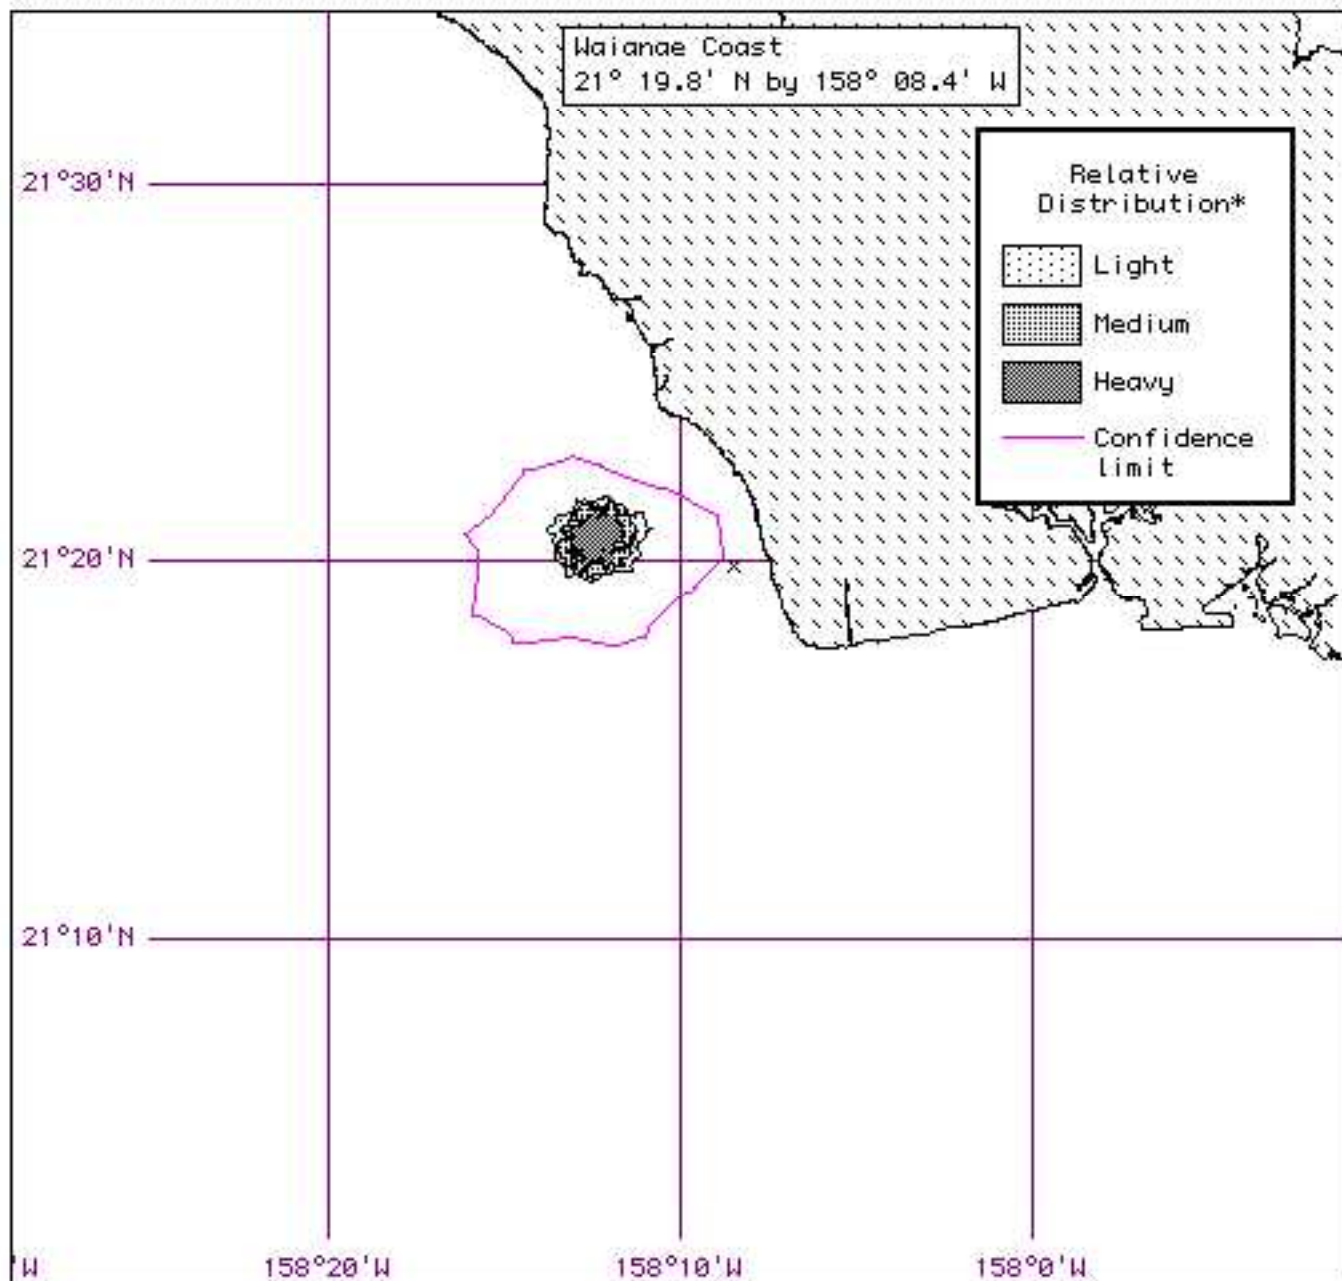 Waianae Coast
21° 19.8' N by 158° 08.4' W
21°30'N
Relative
Distribution*
Light
Medium
Heavy
Confidence
limit
21°20'N
21°10'N
'W
158°20'W
158°10'W
158°0'W